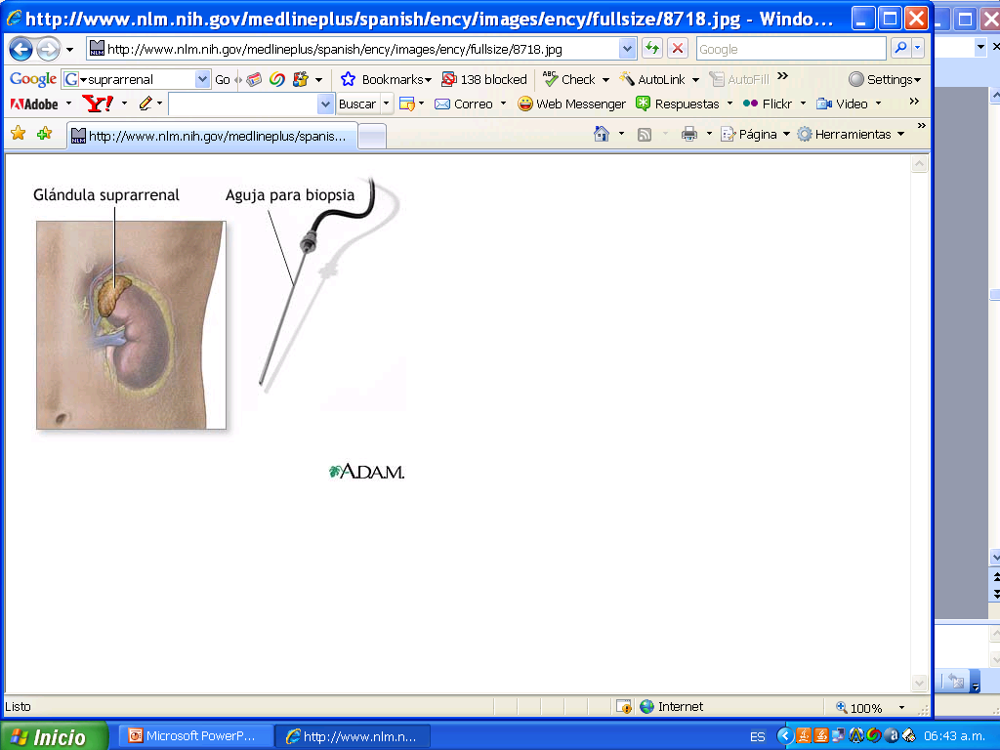 http://www.nlm.nih.gov/medlineplus/spanish/ency/images/ency/fullsize/8718.jpg - Windo...
http://www.nlm.nih.gov/medlineplus/spanish/ency/images/ency/fullsize/8718.jpg Google
Google G suprarrenal Go Bookmarks 138 blocked ABC Check AutoLink AutoFill » Settings
Adobe Y! Buscar Correo Web Messenger Respuestas Flickr Video »
NLM http://www.nlm.nih.gov/medlineplus/spanis... Página Herramientas »
Glándula suprarrenal Aguja para biopsia
A.D.A.M.
Listo Internet 100%
Inicio Microsoft PowerP... http://www.nlm.n... ES 06:43 a.m.